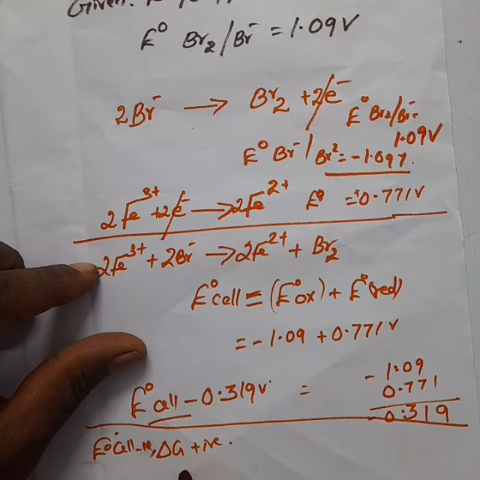 Given:
E° Br₂/Br⁻ = 1.09V
2Br⁻ → Br₂ + 2e⁻
E° Br₂/Br⁻
1.09V
E° Br⁻/Br² = -1.097.
2Fe³⁺ + 2e⁻ → 2Fe²⁺ E° = +0.771V
2Fe³⁺ + 2Br⁻ → 2Fe²⁺ + Br₂
E°cell = (E°ox) + E°(red)
= -1.09 + 0.771V
- 1.09
0.771
E°cell - 0.319V = -0.319
E°cell -ve, ΔG +ve.